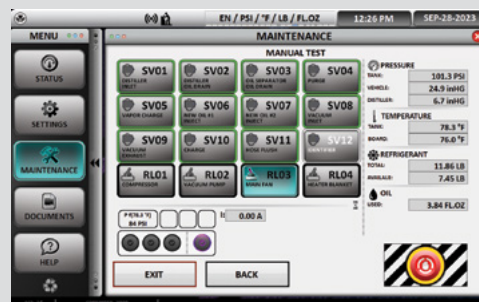 EN / PSI / °F / LB / FL.OZ
12:26 PM
SEP-28-2023
MENU
MAINTENANCE
STATUS
SETTINGS
MAINTENANCE
DOCUMENTS
HELP
MANUAL TEST
SV01
DISTILLER
INLET
SV02
DISTILLER
OIL DRAIN
SV03
OIL SEPARATOR
OIL DRAIN
SV04
PURGE
SV05
VAPOR CHARGE
SV06
NEW OIL #1
INJECT
SV07
NEW OIL #2
INJECT
SV08
VACUUM
INLET
SV09
VACUUM
EXHAUST
SV10
CHARGE
SV11
HOSE FLUSH
SV12
IDENTIFIER
RL01
COMPRESSOR
RL02
VACUUM PUMP
RL03
MAIN FAN
RL04
HEATER BLANKET
84 PSI
0.00 A
EXIT
BACK
PRESSURE
TANK: 101.3 PSI
VEHICLE: 24.9 inHG
DISTILLER: 6.7 inHG
TEMPERATURE
TANK: 78.3 °F
BOARD: 76.0 °F
REFRIGERANT
TOTAL: 11.86 LB
AVAILABLE: 7.45 LB
OIL
USED: 3.84 FL.OZ